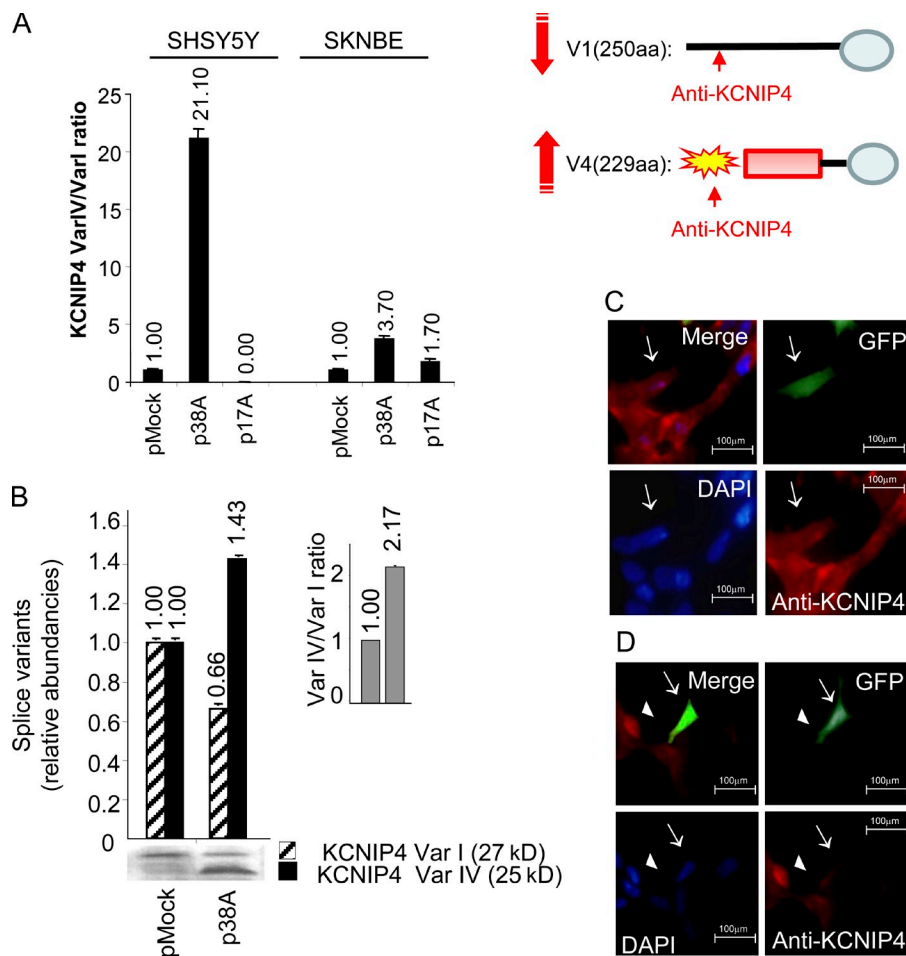 A
SHSY5Y
SKNBE
KCNIP4 VarIV/VarI ratio
25
20
15
10
5
0
1.00
21.10
0.00
1.00
3.70
1.70
pMock
p38A
p17A
pMock
p38A
p17A
V1(250aa):
Anti-KCNIP4
V4(229aa):
Anti-KCNIP4
B
Splice variants
(relative abundancies)
1.6
1.4
1.2
1.0
0.8
0.6
0.4
0.2
0
1.00
1.00
0.66
1.43
pMock
p38A
KCNIP4 Var I (27 kD)
KCNIP4 Var IV (25 kD)
Var IV/Var I ratio
2
1
0
1.00
2.17
C
Merge
100µm
GFP
100µm
DAPI
100µm
100µm
Anti-KCNIP4
D
Merge
100µm
GFP
100µm
DAPI
100µm
100µm
Anti-KCNIP4